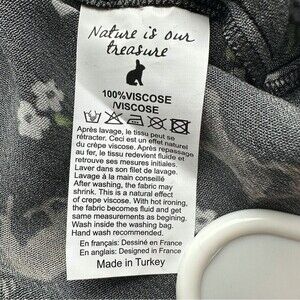 Nature is our
treasure
100%VISCOSE
/VISCOSE
Après lavage, le tissu peut se
rétracter. Ceci est un effet naturel
du crêpe viscose. Après repassage
au fer, le tissu redevient fluide et
retrouve ses mesures initiales.
Laver dans son filet de lavage.
Lavage à la main conseillé
After washing, the fabric may
shrink. This is a natural effect
of crepe viscose. With hot ironing,
the fabric becomes fluid and get
same measurements as begining.
Wash inside the washing bag.
Hand wash recommended.
En français: Dessiné en France
En anglais: Designed in France
Made in Turkey